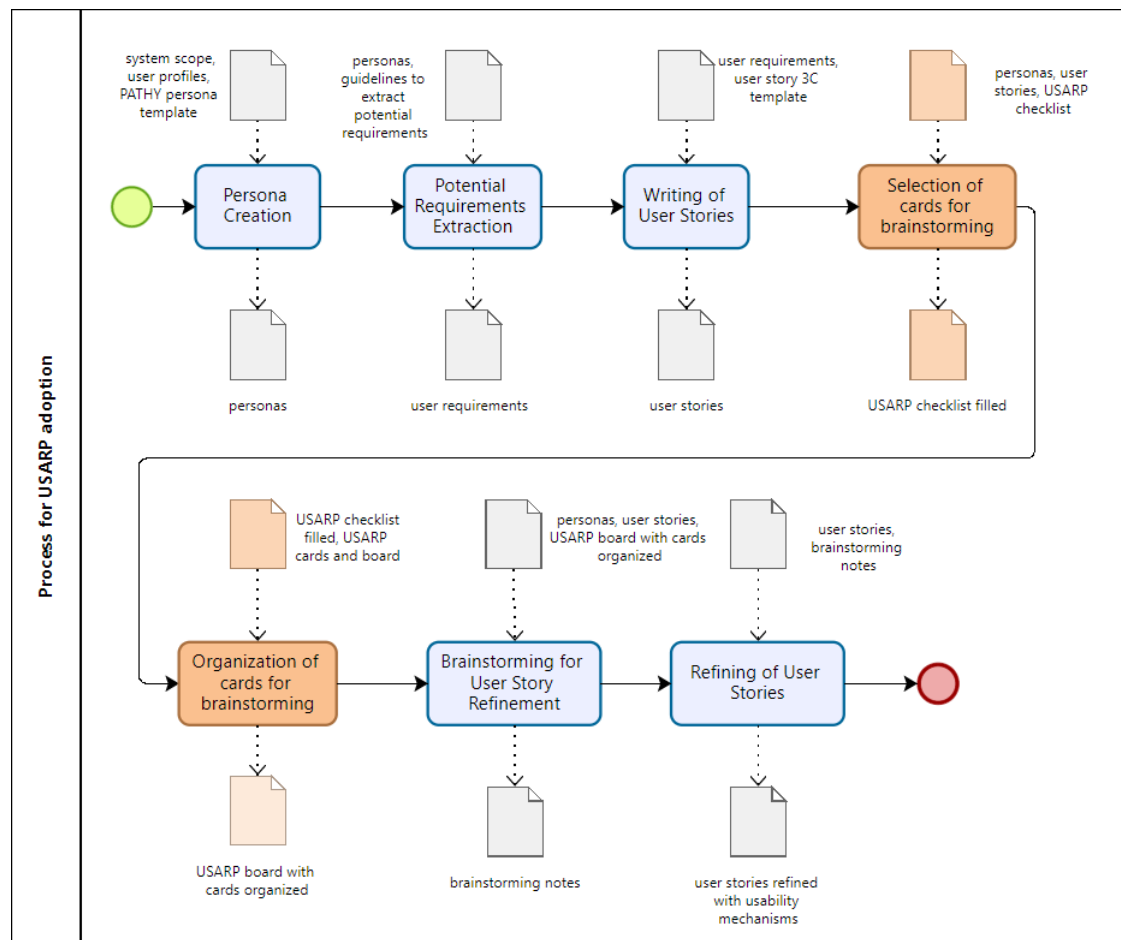 Process for USARP adoption
system scope,
user profiles,
PATHY persona
template
personas,
guidelines to
extract
potential
requirements
user requirements,
user story 3C
template
personas, user
stories, USARP
checklist
Persona
Creation
Potential
Requirements
Extraction
Writing of
User Stories
Selection of
cards for
brainstorming
personas
user requirements
user stories
USARP checklist filled
USARP checklist
filled, USARP
cards and board
personas, user stories,
USARP board with cards
organized
user stories,
brainstorming
notes
Organization of
cards for
brainstorming
Brainstorming for
User Story
Refinement
Refining of User
Stories
USARP board with
cards organized
brainstorming notes
user stories refined
with usability
mechanisms